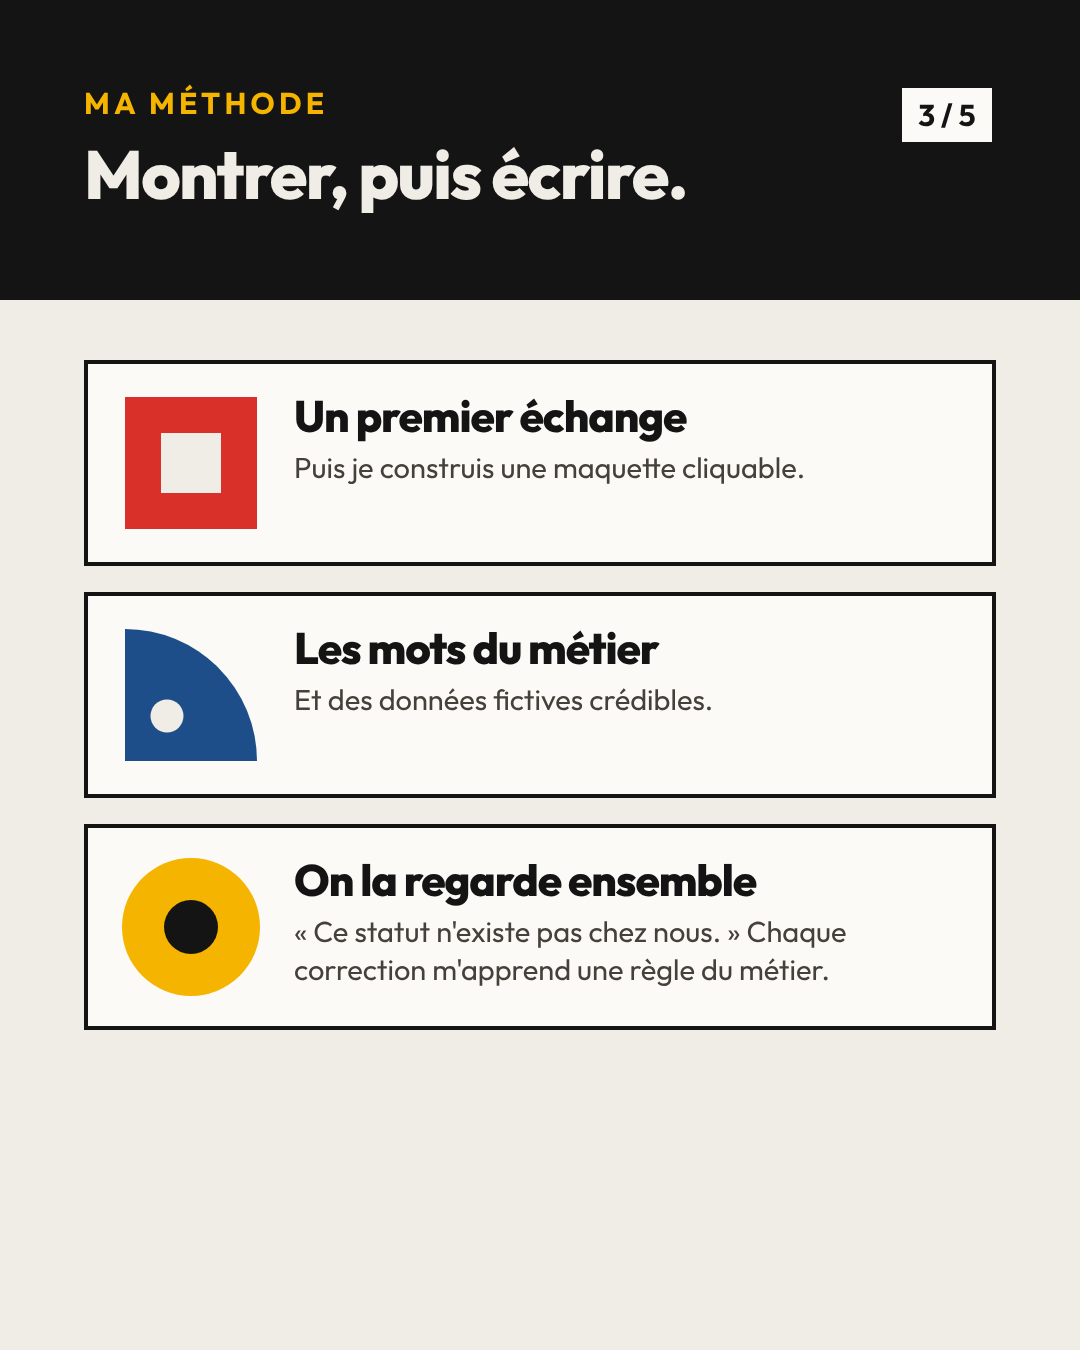 MA MÉTHODE
3 / 5
Montrer, puis écrire.
Un premier échange
Puis je construis une maquette cliquable.
Les mots du métier
Et des données fictives crédibles.
On la regarde ensemble
« Ce statut n'existe pas chez nous. » Chaque
correction m'apprend une règle du métier.